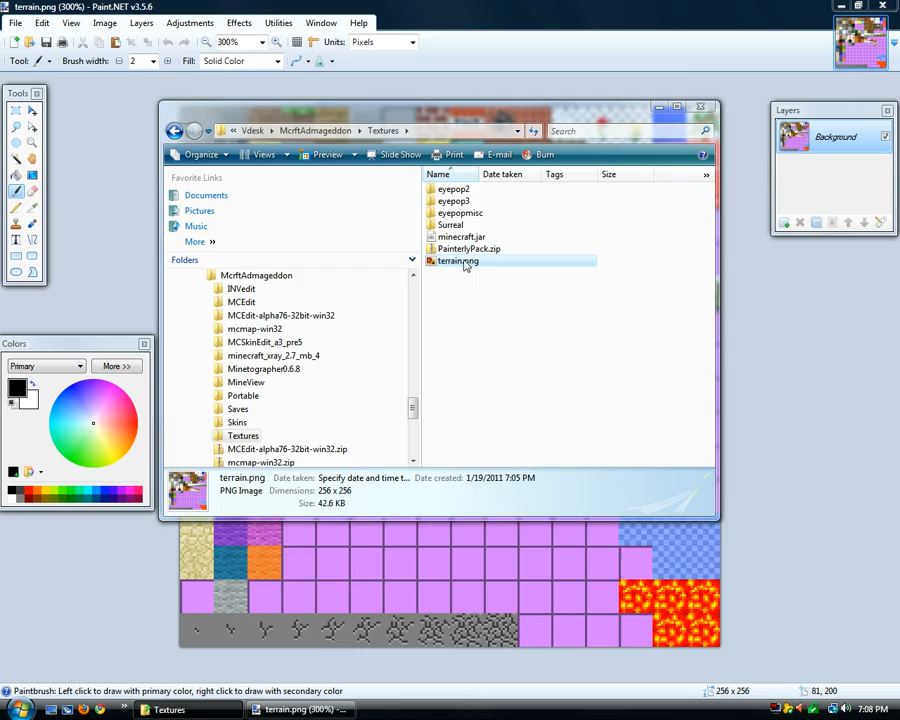 terrain.png (300%) - Paint.NET v3.5.6
File Edit View Image Layers Adjustments Effects Utilities Window Help
300% Units: Pixels
Tool: Brush width: 2 Fill: Solid Color
Tools
Layers
Background
Vdesk McrftAdmageddon Textures Search
Organize Views Preview Slide Show Print E-mail Burn
Favorite Links
Documents
Pictures
Music
More »
Folders
McrftAdmageddon
INVedit
MCEdit
MCEdit-alpha76-32bit-win32
mcmap-win32
MCSkinEdit_a3_pre5
minecraft_xray_2.7_mb_4
Minetographer0.6.8
MineView
Portable
Saves
Skins
Textures
MCEdit-alpha76-32bit-win32.zip
mcmap-win32.zip
Name Date taken Tags Size »
eyepop2
eyepop3
eyepopmisc
Surreal
minecraft.jar
PainterlyPack.zip
terrain.png
terrain.png Date taken: Specify date and time t... Date created: 1/19/2011 7:05 PM
PNG Image Dimensions: 256 x 256
Size: 42.6 KB
Colors
Primary More >>
Paintbrush: Left click to draw with primary color, right click to draw with secondary color 256 x 256 81, 200
Textures terrain.png (300%) - ... 7:08 PM